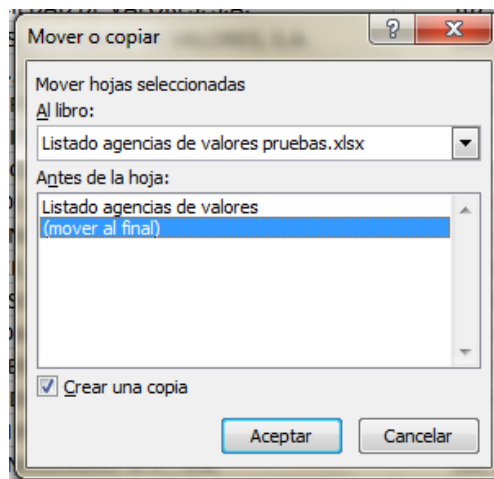 Mover o copiar
Mover hojas seleccionadas
Al libro:
Listado agencias de valores pruebas.xlsx
Antes de la hoja:
Listado agencias de valores
(mover al final)
Crear una copia
Aceptar
Cancelar